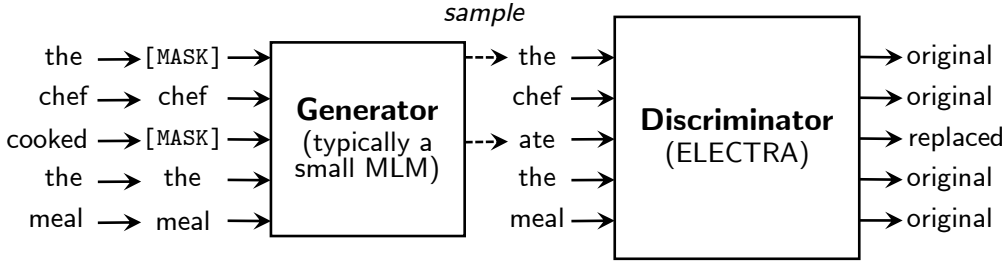 sample
the [MASK] the original
chef chef chef original
Generator
(typically a
small MLM)
Discriminator
(ELECTRA)
cooked [MASK] ate replaced
the the the original
meal meal meal original